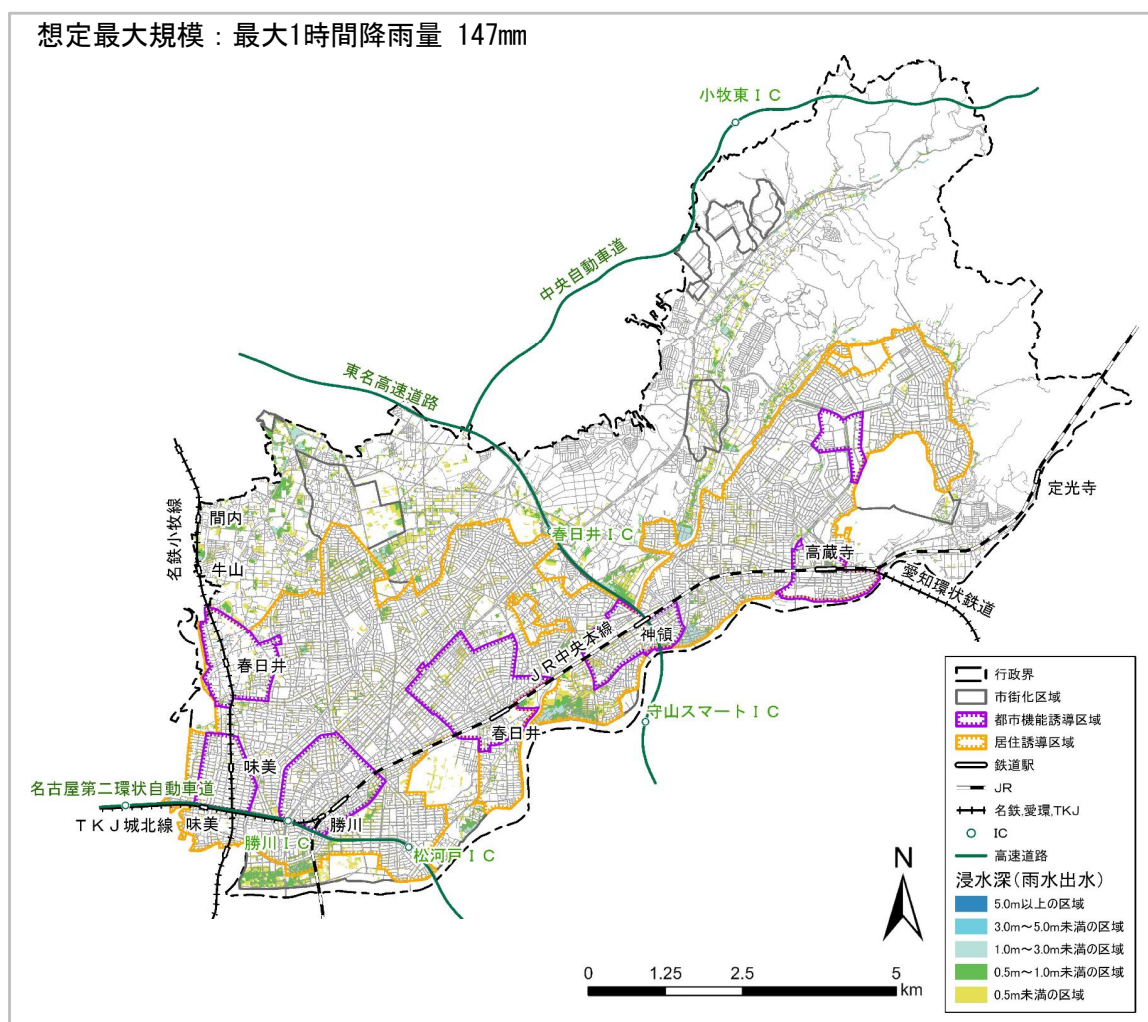 想定最大規模：最大1時間降雨量 147mm
小牧東ＩＣ
中央自動車道
東名高速道路
名鉄小牧線
間内
牛山
春日井ＩＣ
定光寺
高蔵寺
愛知環状鉄道
ＪＲ中央本線
神領
春日井
守山スマートＩＣ
春日井
味美
名古屋第二環状自動車道
ＴＫＪ城北線
味美
勝川
勝川ＩＣ
松河戸ＩＣ
N
0 1.25 2.5 5
km
行政界
市街化区域
都市機能誘導区域
居住誘導区域
鉄道駅
JR
名鉄,愛環,TKJ
IC
高速道路
浸水深(雨水出水)
5.0m以上の区域
3.0m～5.0m未満の区域
1.0m～3.0m未満の区域
0.5m～1.0m未満の区域
0.5m未満の区域